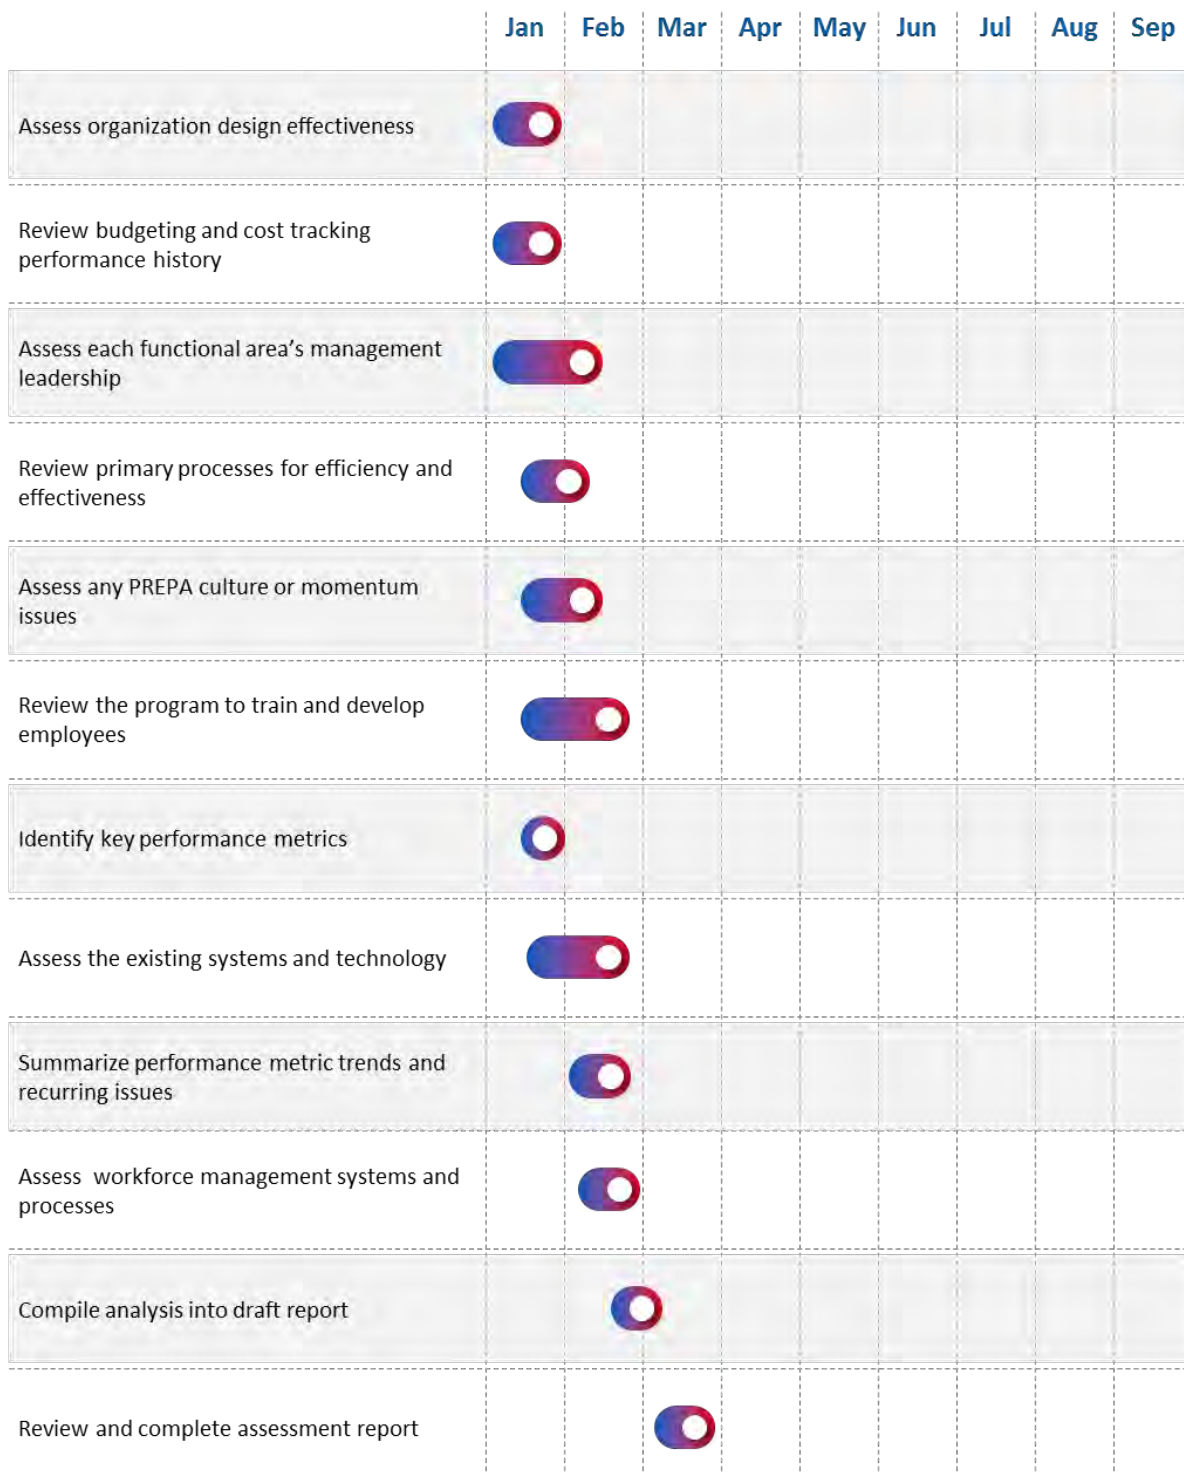 Jan Feb Mar Apr May Jun Jul Aug Sep
Assess organization design effectiveness
Review budgeting and cost tracking
performance history
Assess each functional area’s management
leadership
Review primary processes for efficiency and
effectiveness
Assess any PREPA culture or momentum
issues
Review the program to train and develop
employees
Identify key performance metrics
Assess the existing systems and technology
Summarize performance metric trends and
recurring issues
Assess workforce management systems and
processes
Compile analysis into draft report
Review and complete assessment report